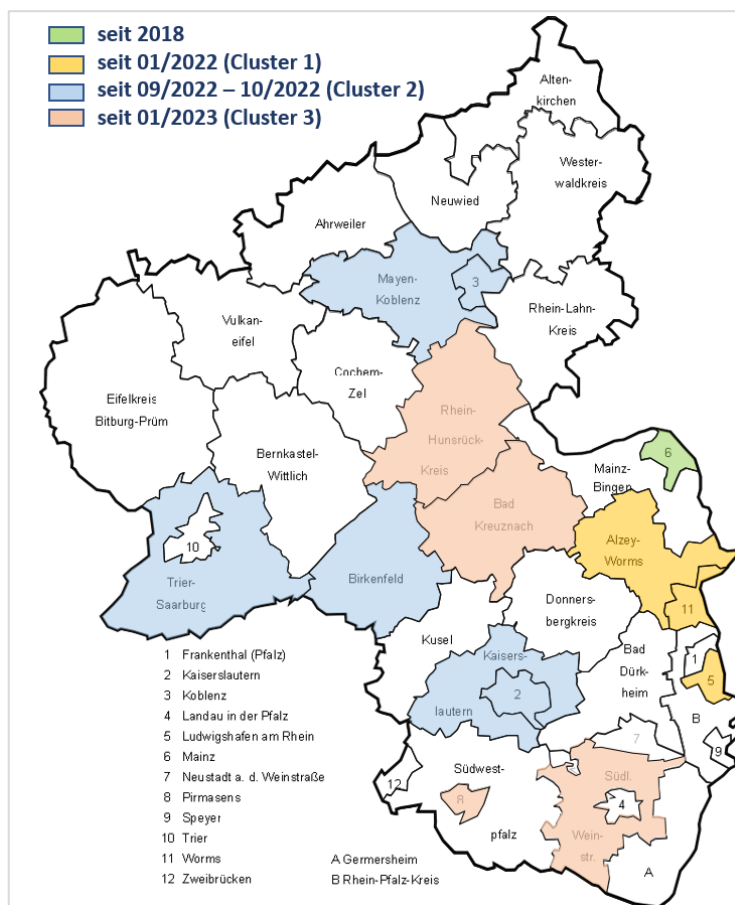 seit 2018
seit 01/2022 (Cluster 1)
seit 09/2022 – 10/2022 (Cluster 2)
seit 01/2023 (Cluster 3)
Alten-
kirchen
Wester-
waldkreis
Neuwied
Ahrweiler
Mayen-
Koblenz
3
Rhein-Lahn-
Kreis
Vulkan-
eifel
Cochem-
Zel
Eifelkreis
Bitburg-Prüm
Rhein-
Hunsrück-
Kreis
Bernkastel-
Wittlich
6
Mainz-
Bingen
Bad
Kreuznach
Alzey-
Worms
10
Trier-
Saarburg
Birkenfeld
11
Donners-
bergkreis
Kusel
Bad
Dürk-
heim
1
5
Kaisers-
lautern
2
B
7
9
12
Südwest-
pfalz
8
Südl.
Wein-
str.
4
A
1 Frankenthal (Pfalz)
2 Kaiserslautern
3 Koblenz
4 Landau in der Pfalz
5 Ludwigshafen am Rhein
6 Mainz
7 Neustadt a. d. Weinstraße
8 Pirmasens
9 Speyer
10 Trier
11 Worms
12 Zweibrücken
A Germersheim
B Rhein-Pfalz-Kreis